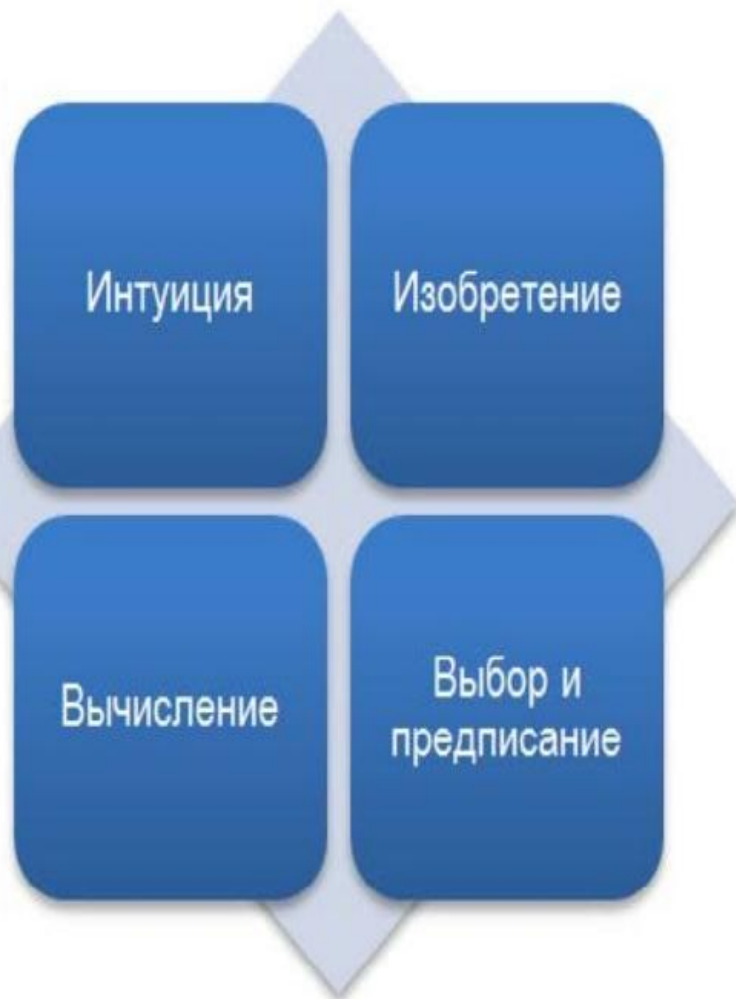 Интуиция
Изобретение
Вычисление
Выбор и
предписание